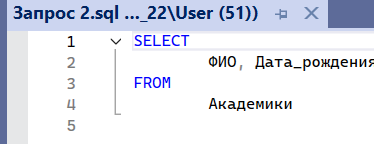 Запрос 2.sql ..._22\User (51))
1 SELECT
2 ФИО, Дата_рождения
3 FROM
4 Академики
5